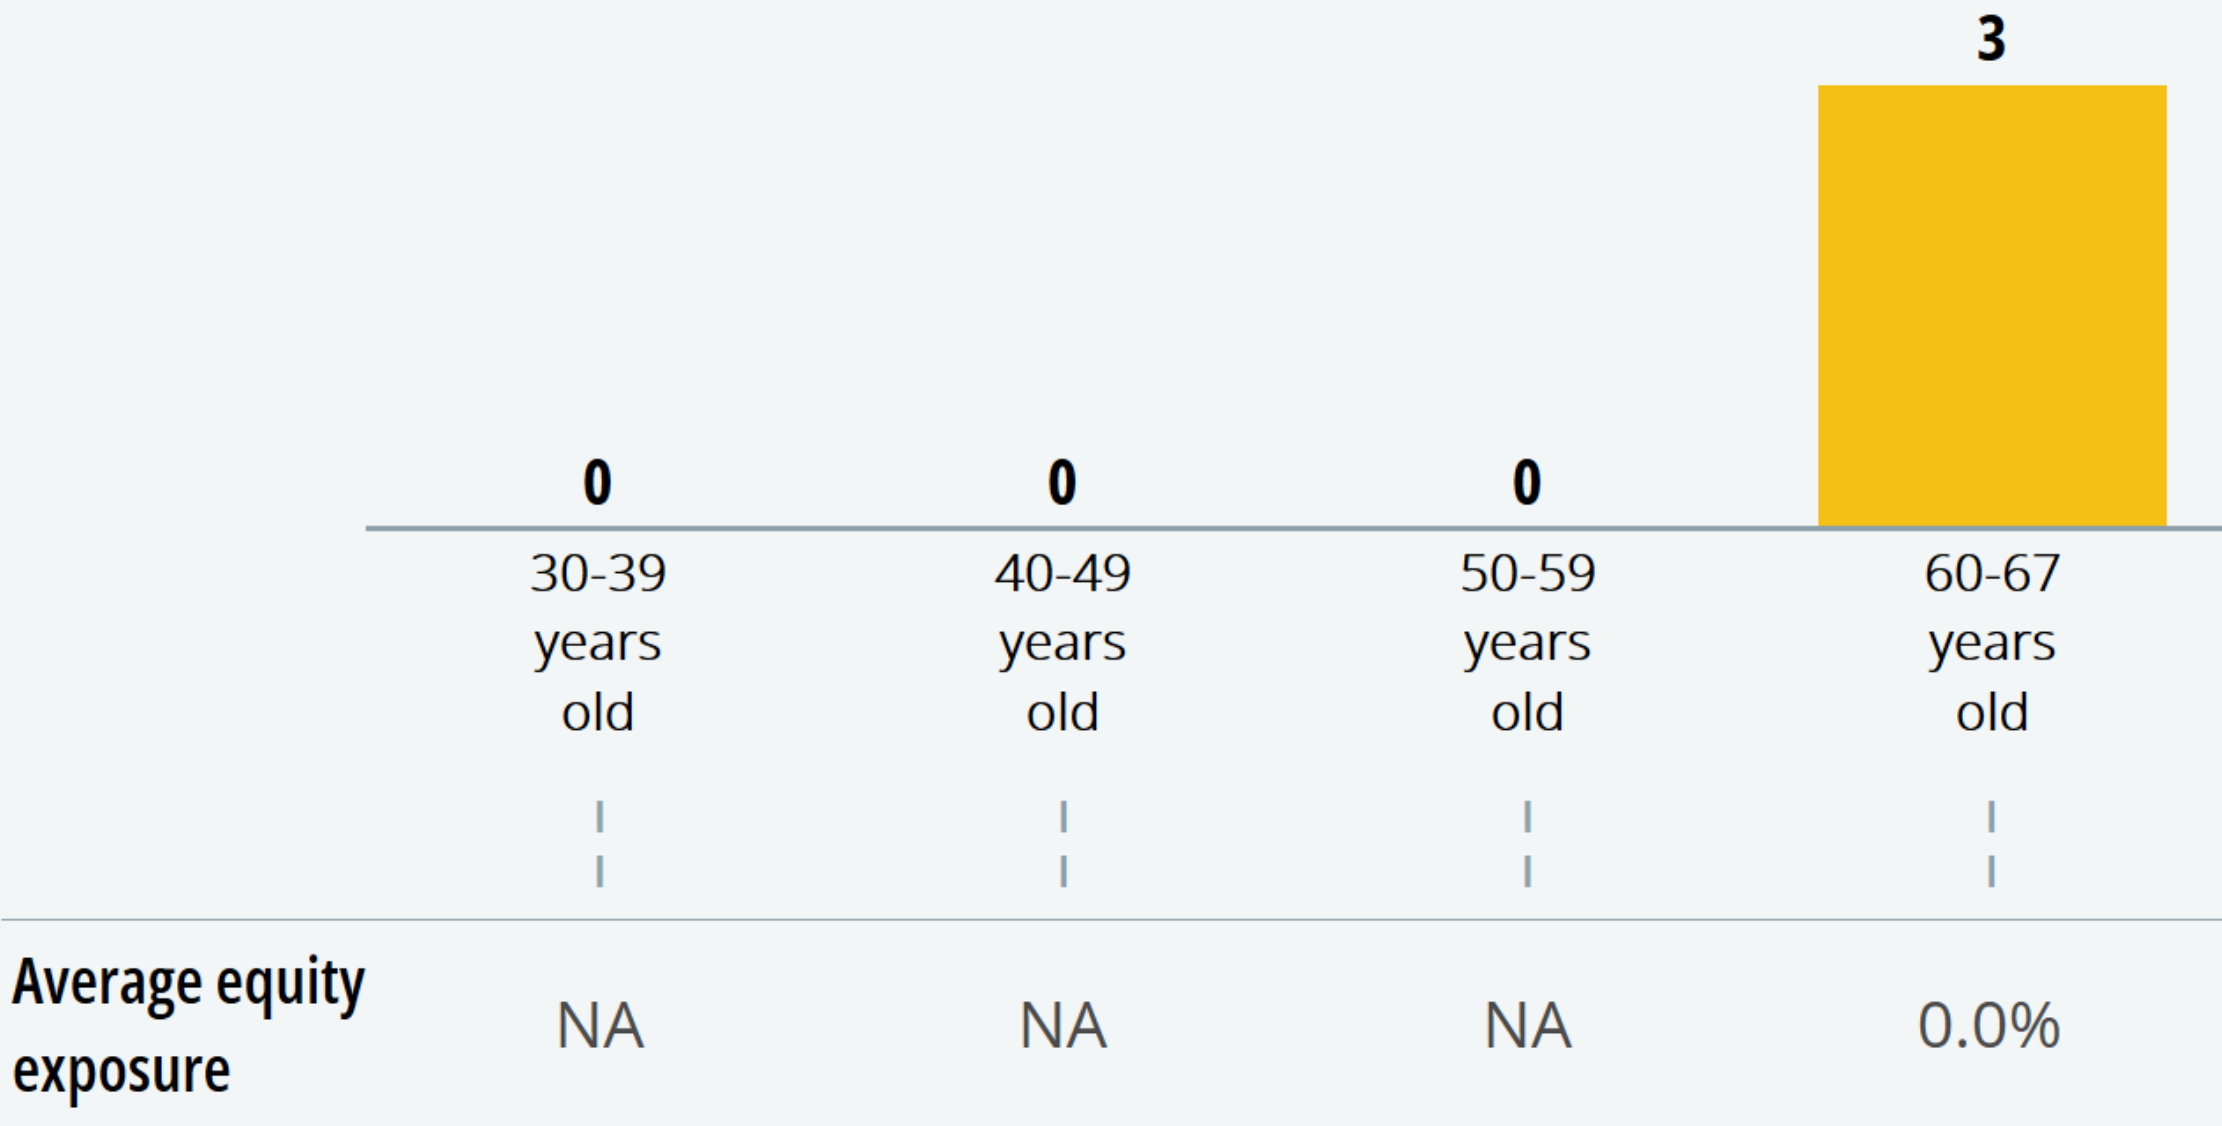 3
0 0 0
30-39 40-49 50-59 60-67
years years years years
old old old old
Average equity
exposure
NA NA NA 0.0%